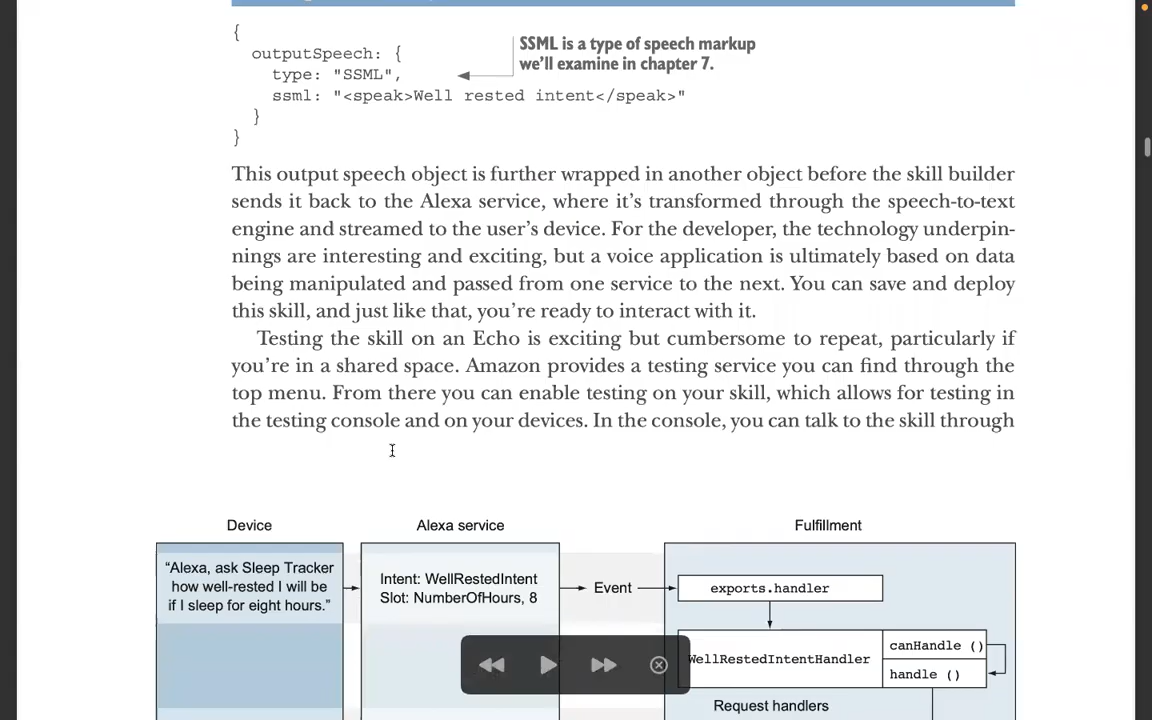 {
outputSpeech: {
type: "SSML",
ssml: "<speak>Well rested intent</speak>"
}
}
SSML is a type of speech markup
we'll examine in chapter 7.
This output speech object is further wrapped in another object before the skill builder
sends it back to the Alexa service, where it's transformed through the speech-to-text
engine and streamed to the user's device. For the developer, the technology underpin-
nings are interesting and exciting, but a voice application is ultimately based on data
being manipulated and passed from one service to the next. You can save and deploy
this skill, and just like that, you're ready to interact with it.
Testing the skill on an Echo is exciting but cumbersome to repeat, particularly if
you're in a shared space. Amazon provides a testing service you can find through the
top menu. From there you can enable testing on your skill, which allows for testing in
the testing console and on your devices. In the console, you can talk to the skill through
Device
Alexa service
Fulfillment
"Alexa, ask Sleep Tracker
how well-rested I will be
if I sleep for eight hours."
Intent: WellRestedIntent
Slot: NumberOfHours, 8
Event
exports.handler
WellRestedIntentHandler
canHandle ()
handle ()
Request handlers